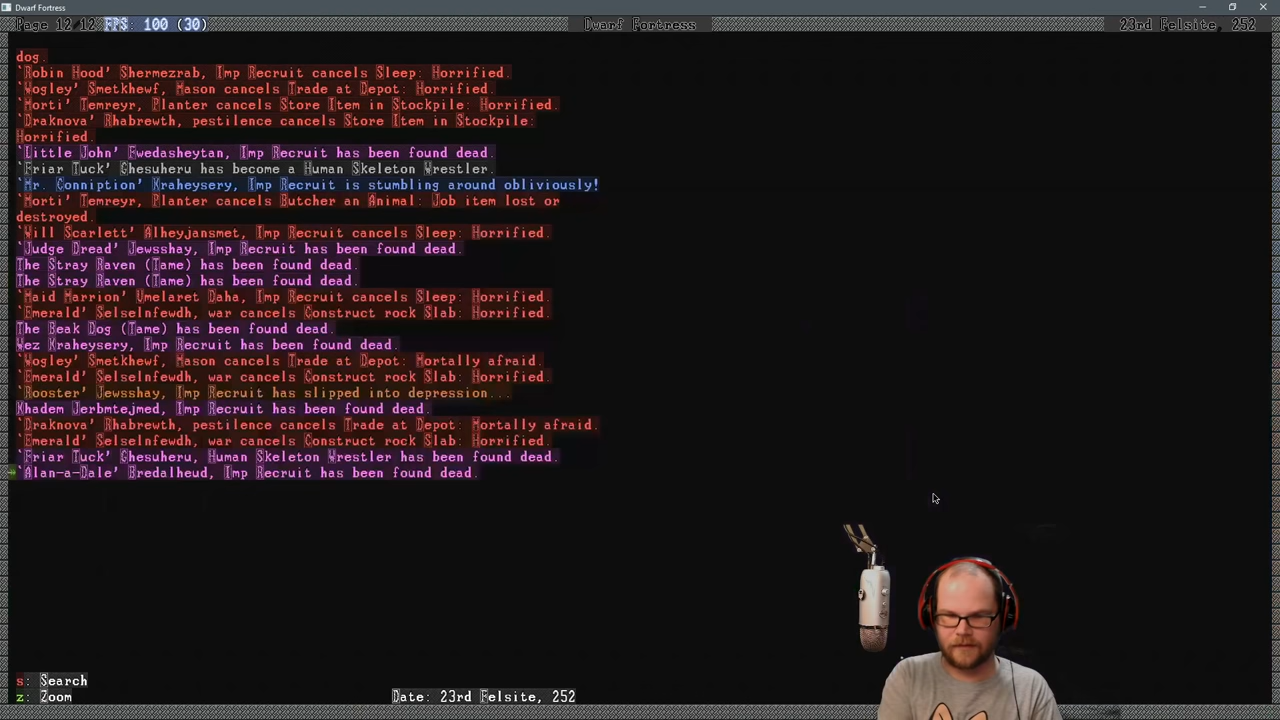 Dwarf Fortress
Page 12/12 FPS: 100 (30) Dwarf Fortress 23rd Felsite, 252
dog.
`Robin Hood' Shermezrab, Imp Recruit cancels Sleep: Horrified.
`Wogley' Smetkhewf, Mason cancels Trade at Depot: Horrified.
`Morti' Temreyr, Planter cancels Store Item in Stockpile: Horrified.
`Draknova' Rhabrewth, pestilence cancels Store Item in Stockpile:
Horrified.
`Little John' Ewedasheytan, Imp Recruit has been found dead.
`Friar Tuck' Ghesuheru has become a Human Skeleton Wrestler.
`Mr. Conniption' Kraheysery, Imp Recruit is stumbling around obliviously!
`Morti' Temreyr, Planter cancels Butcher an Animal: Job item lost or
destroyed.
`Will Scarlett' Alheyjansmet, Imp Recruit cancels Sleep: Horrified.
`Judge Dread' Jewsshay, Imp Recruit has been found dead.
The Stray Raven (Tame) has been found dead.
The Stray Raven (Tame) has been found dead.
`Maid Marrion' Umelaret Daha, Imp Recruit cancels Sleep: Horrified.
`Emerald' Selselnfewdh, war cancels Construct rock Slab: Horrified.
The Beak Dog (Tame) has been found dead.
Wez Kraheysery, Imp Recruit has been found dead.
`Wogley' Smetkhewf, Mason cancels Trade at Depot: Mortally afraid.
`Emerald' Selselnfewdh, war cancels Construct rock Slab: Horrified.
`Rooster' Jewsshay, Imp Recruit has slipped into depression...
Khadem Jerbmtejmed, Imp Recruit has been found dead.
`Draknova' Rhabrewth, pestilence cancels Trade at Depot: Mortally afraid.
`Emerald' Selselnfewdh, war cancels Construct rock Slab: Horrified.
`Friar Tuck' Ghesuheru, Human Skeleton Wrestler has been found dead.
`Alan-a-Dale' Bredalheud, Imp Recruit has been found dead.
s: Search
z: Zoom Date: 23rd Felsite, 252